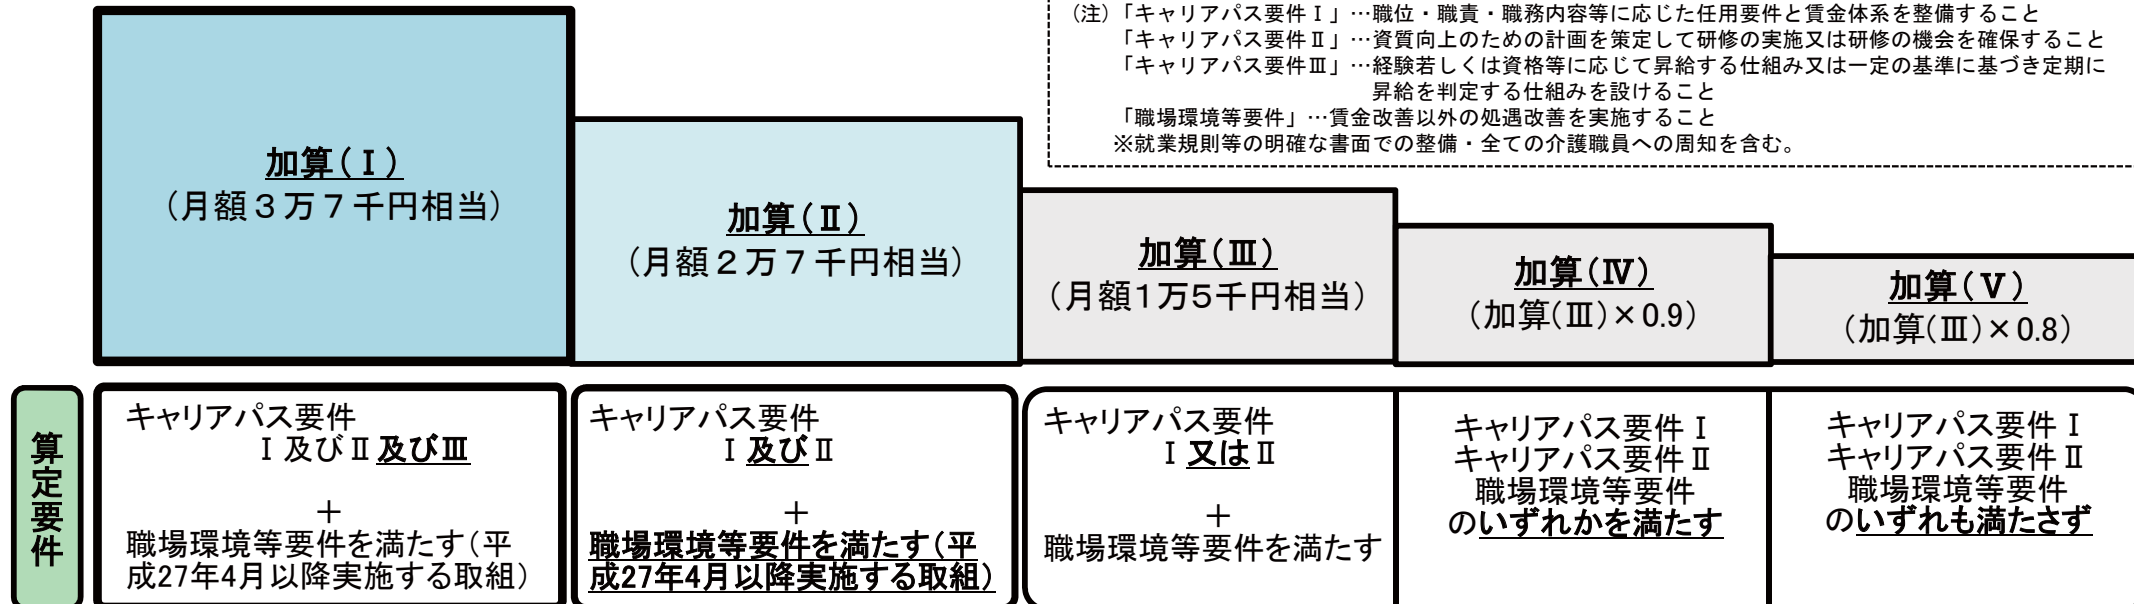 (注)「キャリアパス要件Ⅰ」…職位・職責・職務内容等に応じた任用要件と賃金体系を整備すること
「キャリアパス要件Ⅱ」…資質向上のための計画を策定して研修の実施又は研修の機会を確保すること
「キャリアパス要件Ⅲ」…経験若しくは資格等に応じて昇給する仕組み又は一定の基準に基づき定期に
昇給を判定する仕組みを設けること
「職場環境等要件」…賃金改善以外の処遇改善を実施すること
※就業規則等の明確な書面での整備・全ての介護職員への周知を含む。
加算(Ⅰ)
(月額3万7千円相当)
加算(Ⅱ)
(月額2万7千円相当)
加算(Ⅲ)
(月額1万5千円相当)
加算(Ⅳ)
(加算(Ⅲ)×0.9)
加算(Ⅴ)
(加算(Ⅲ)×0.8)
算定要件
キャリアパス要件
Ⅰ及びⅡ及びⅢ
+
職場環境等要件を満たす(平
成27年4月以降実施する取組)
キャリアパス要件
Ⅰ及びⅡ
+
職場環境等要件を満たす(平
成27年4月以降実施する取組)
キャリアパス要件
Ⅰ又はⅡ
+
職場環境等要件を満たす
キャリアパス要件Ⅰ
キャリアパス要件Ⅱ
職場環境等要件
のいずれかを満たす
キャリアパス要件Ⅰ
キャリアパス要件Ⅱ
職場環境等要件
のいずれも満たさず